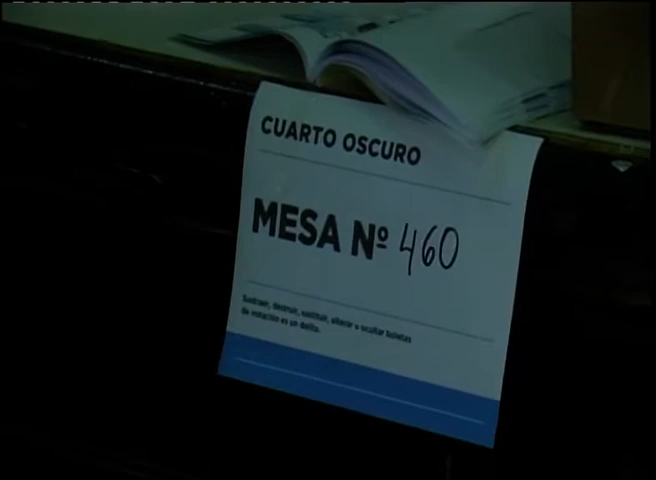 CUARTO OSCURO
MESA Nº 460
Sustraer, destruir, sustituir, alterar u ocultar boletas
de votación es un delito.